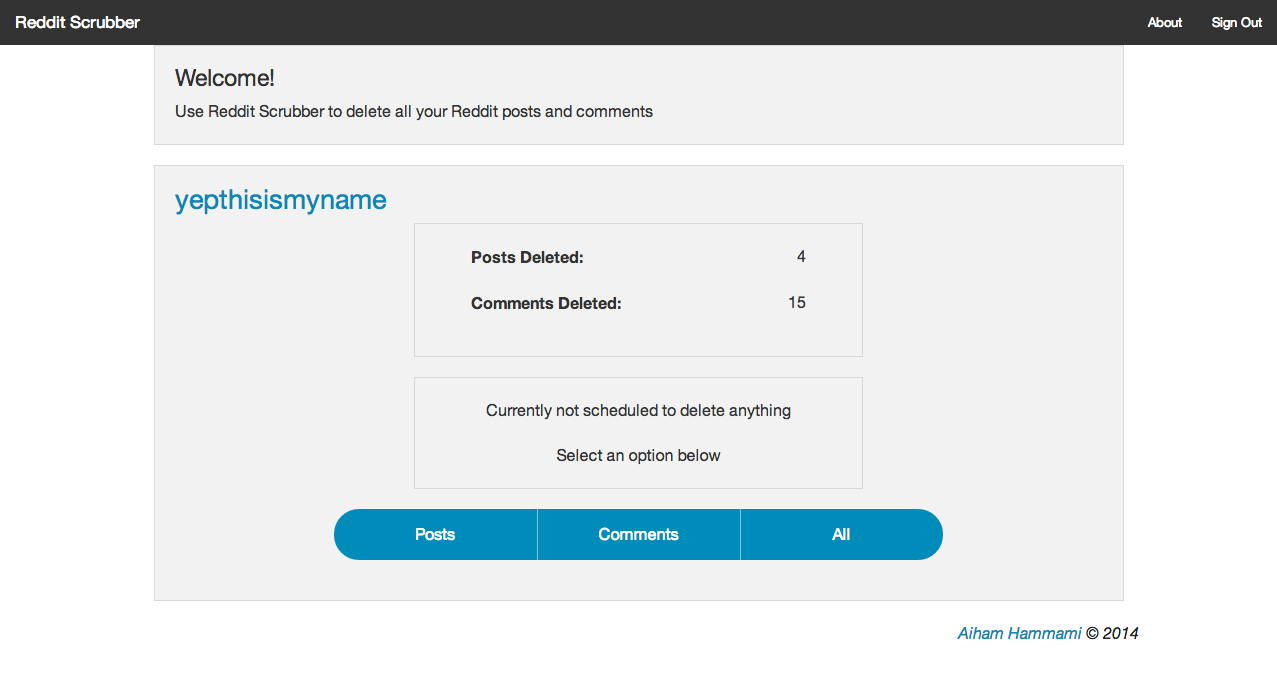 Reddit Scrubber About Sign Out
Welcome!
Use Reddit Scrubber to delete all your Reddit posts and comments
yepthisismyname
Posts Deleted: 4
Comments Deleted: 15
Currently not scheduled to delete anything
Select an option below
Posts Comments All
Aiham Hammami © 2014